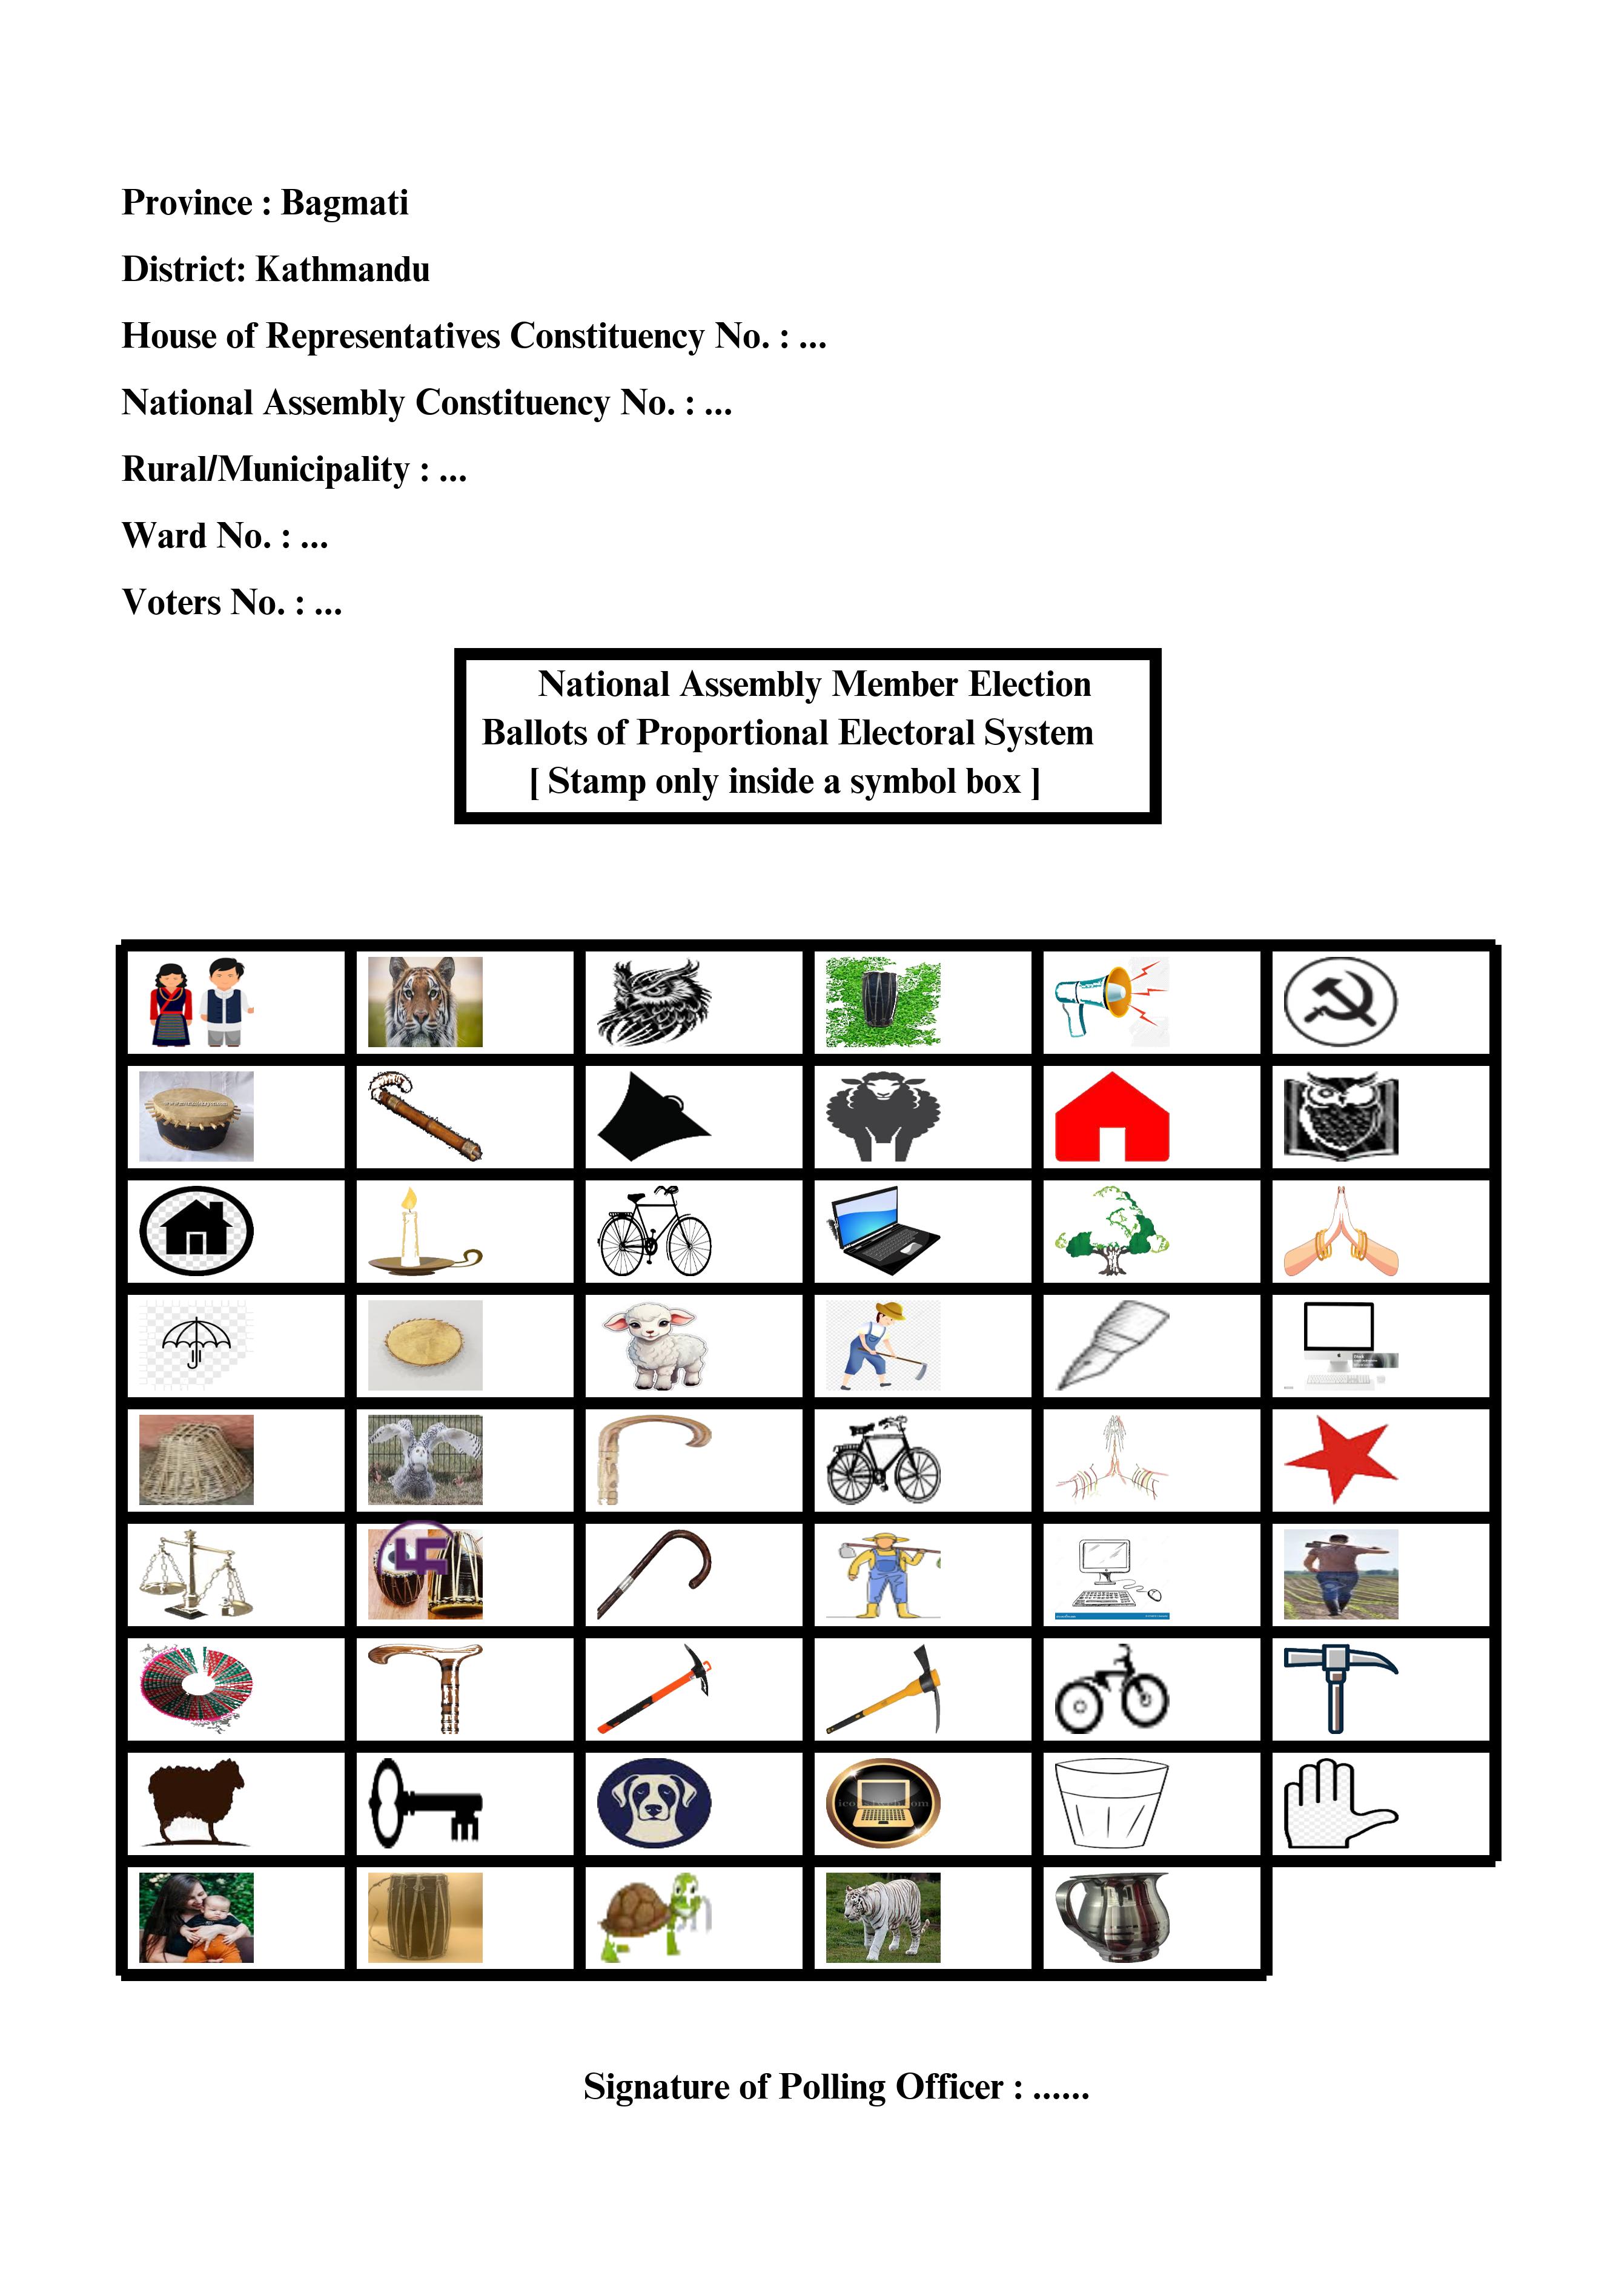 Province : Bagmati
District: Kathmandu
House of Representatives Constituency No. : ...
National Assembly Constituency No. : ...
Rural/Municipality : ...
Ward No. : ...
Voters No. : ...
National Assembly Member Election
Ballots of Proportional Electoral System
[ Stamp only inside a symbol box ]
Signature of Polling Officer : ......